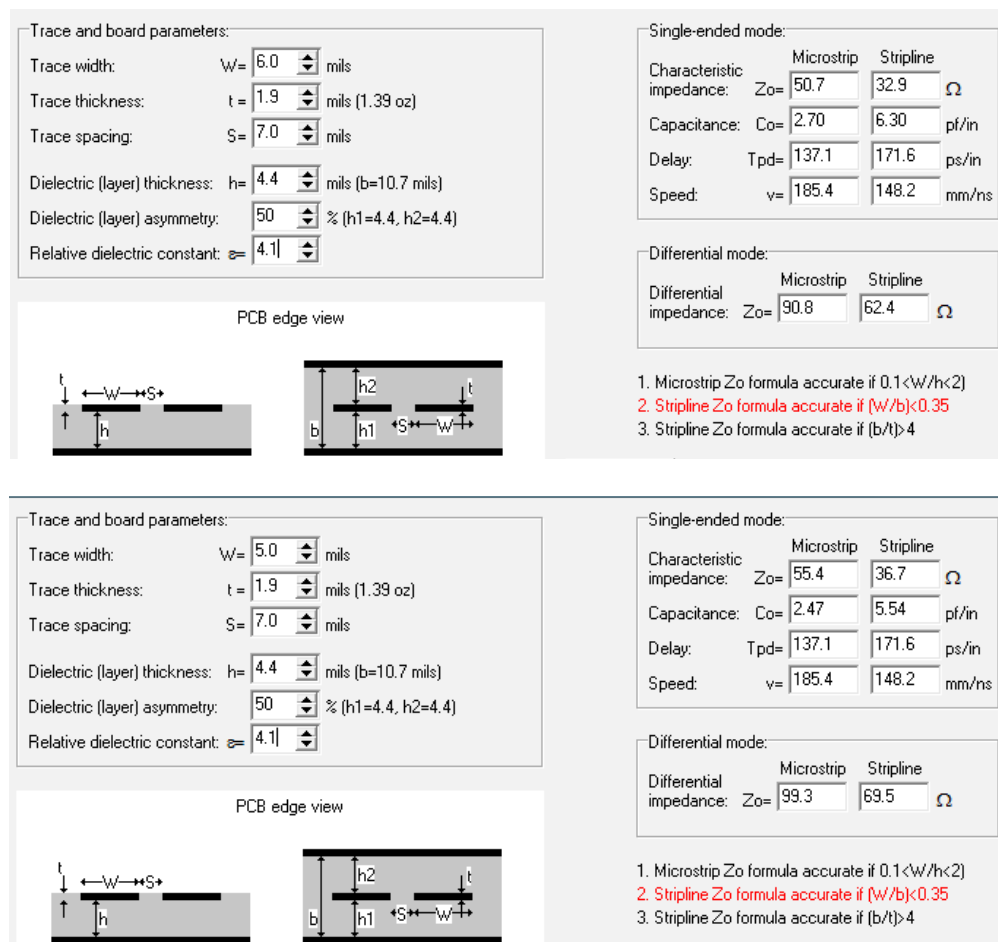 Trace and board parameters:
Trace width: W= 6.0 mils
Trace thickness: t = 1.9 mils (1.39 oz)
Trace spacing: S= 7.0 mils
Dielectric (layer) thickness: h= 4.4 mils (b=10.7 mils)
Dielectric (layer) asymmetry: 50 % (h1=4.4, h2=4.4)
Relative dielectric constant: ε= 4.1
PCB edge view
t W S h
b h2 h1 S W t
Single-ended mode:
Microstrip Stripline
Characteristic
impedance: Zo= 50.7 32.9 Ω
Capacitance: Co= 2.70 6.30 pf/in
Delay: Tpd= 137.1 171.6 ps/in
Speed: v= 185.4 148.2 mm/ns
Differential mode:
Microstrip Stripline
Differential
impedance: Zo= 90.8 62.4 Ω
1. Microstrip Zo formula accurate if 0.1<W/h<2)
2. Stripline Zo formula accurate if (W/b)<0.35
3. Stripline Zo formula accurate if (b/t)>4
Trace and board parameters:
Trace width: W= 5.0 mils
Trace thickness: t = 1.9 mils (1.39 oz)
Trace spacing: S= 7.0 mils
Dielectric (layer) thickness: h= 4.4 mils (b=10.7 mils)
Dielectric (layer) asymmetry: 50 % (h1=4.4, h2=4.4)
Relative dielectric constant: ε= 4.1
PCB edge view
t W S h
b h2 h1 S W t
Single-ended mode:
Microstrip Stripline
Characteristic
impedance: Zo= 55.4 36.7 Ω
Capacitance: Co= 2.47 5.54 pf/in
Delay: Tpd= 137.1 171.6 ps/in
Speed: v= 185.4 148.2 mm/ns
Differential mode:
Microstrip Stripline
Differential
impedance: Zo= 99.3 69.5 Ω
1. Microstrip Zo formula accurate if 0.1<W/h<2)
2. Stripline Zo formula accurate if (W/b)<0.35
3. Stripline Zo formula accurate if (b/t)>4